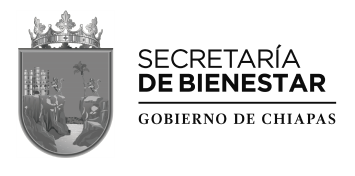 SECRETARÍA
DE BIENESTAR
GOBIERNO DE CHIAPAS